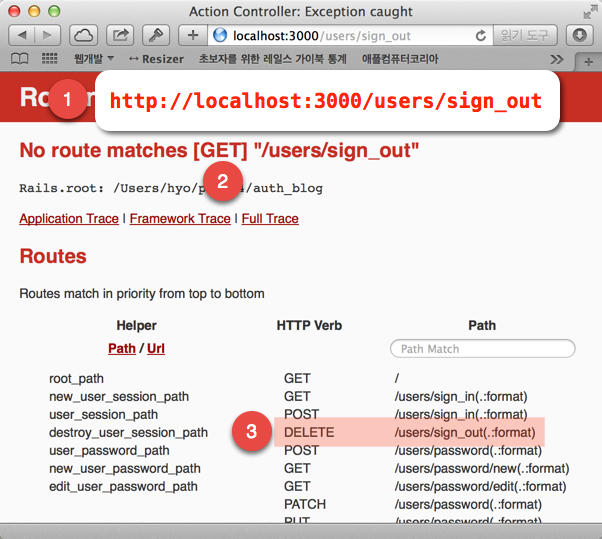 Action Controller: Exception caught
localhost:3000/users/sign_out
읽기 도구
웹개발 ▾ ↔ Resizer 초보자를 위한 레일스 가이북 통계 애플컴퓨터코리아 >>
1
http://localhost:3000/users/sign_out
No route matches [GET] "/users/sign_out"
2
Rails.root: /Users/hyo/ /auth_blog
Application Trace | Framework Trace | Full Trace
Routes
Routes match in priority from top to bottom
Helper HTTP Verb Path
Path / Url Path Match
root_path GET /
new_user_session_path GET /users/sign_in(.:format)
user_session_path POST /users/sign_in(.:format)
3 destroy_user_session_path DELETE /users/sign_out(.:format)
user_password_path POST /users/password(.:format)
new_user_password_path GET /users/password/new(.:format)
edit_user_password_path GET /users/password/edit(.:format)
PATCH /users/password(.:format)
PUT /users/password(.:format)